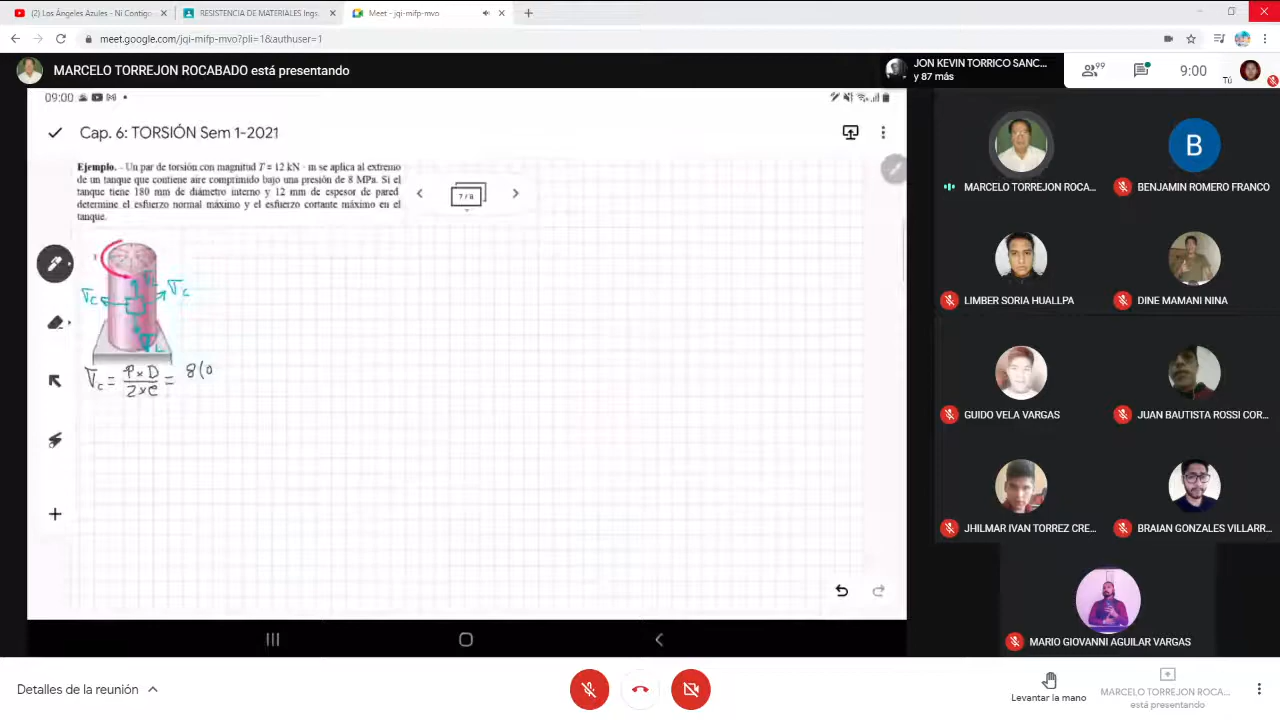 (2) Los Ángeles Azules - Ni Contigo
RESISTENCIA DE MATERIALES Ings.
Meet - jqi-mifp-mvo
meet.google.com/jqi-mifp-mvo?pli=1&authuser=1
MARCELO TORREJON ROCABADO está presentando
JON KEVIN TORRICO SANC...
y 87 más
99
9:00
Tú
09:00
Cap. 6: TORSIÓN Sem 1-2021
Ejemplo. - Un par de torsión con magnitud T = 12 kN · m se aplica al extremo
de un tanque que contiene aire comprimido bajo una presión de 8 MPa. Si el
tanque tiene 180 mm de diámetro interno y 12 mm de espesor de pared
determine el esfuerzo normal máximo y el esfuerzo cortante máximo en el
tanque.
7 / 8
σc σc
σc = P x D / 2 x e = 8(0
MARCELO TORREJON ROCA...
B
BENJAMIN ROMERO FRANCO
LIMBER SORIA HUALLPA
DINE MAMANI NINA
GUIDO VELA VARGAS
JUAN BAUTISTA ROSSI COR...
JHILMAR IVAN TORREZ CRE...
BRAIAN GONZALES VILLARR...
MARIO GIOVANNI AGUILAR VARGAS
Detalles de la reunión
Levantar la mano
MARCELO TORREJON ROCA...
está presentando